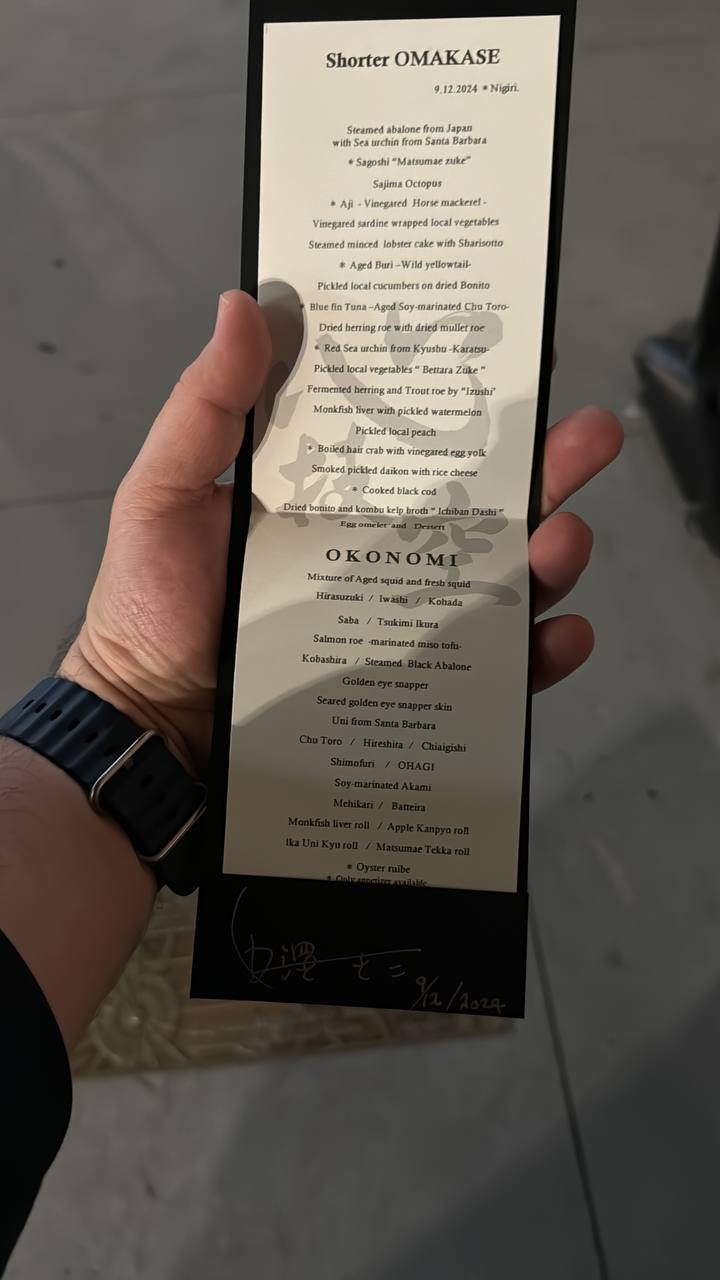 Shorter OMAKASE
9.12.2024 * Nigiri.
Steamed abalone from Japan
with Sea urchin from Santa Barbara
* Sagoshi "Matsumae zuke"
Sajima Octopus
* Aji - Vinegared Horse mackerel -
Vinegared sardine wrapped local vegetables
Steamed minced lobster cake with Sharisotto
* Aged Buri -Wild yellowtail-
Pickled local cucumbers on dried Bonito
* Blue fin Tuna -Aged Soy-marinated Chu Toro-
Dried herring roe with dried mullet roe
* Red Sea urchin from Kyushu -Karatsu-
Pickled local vegetables " Bettara Zuke "
Fermented herring and Trout roe by "Izushi'
Monkfish liver with pickled watermelon
Pickled local peach
* Boiled hair crab with vinegared egg yolk
Smoked pickled daikon with rice cheese
* Cooked black cod
Dried bonito and kombu kelp broth " Ichiban Dashi "
Egg omelet and Dessert
OKONOMI
Mixture of Aged squid and fresh squid
Hirasuzuki / Iwashi / Kohada
Saba / Tsukimi Ikura
Salmon roe -marinated miso tofu-
Kobashira / Steamed Black Abalone
Golden eye snapper
Seared golden eye snapper skin
Uni from Santa Barbara
Chu Toro / Hireshita / Chiaigishi
Shimofuri / OHAGI
Soy-marinated Akami
Mehikari / Batteira
Monkfish liver roll / Apple Kanpyo roll
Ika Uni Kyu roll / Matsumae Tekka roll
* Oyster ruibe
* Only appetizer available
9/12/2024